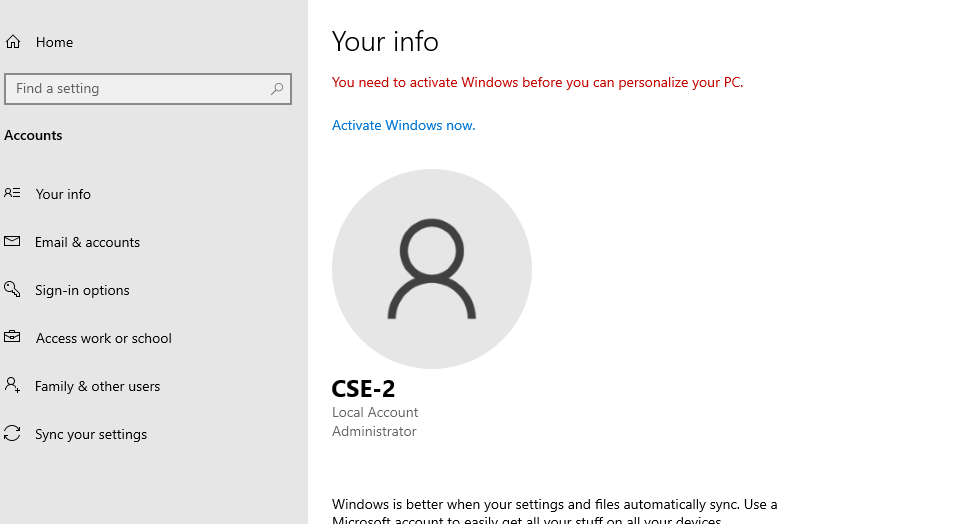 Home
Find a setting
Accounts
Your info
Email & accounts
Sign-in options
Access work or school
Family & other users
Sync your settings
Your info
You need to activate Windows before you can personalize your PC.
Activate Windows now.
CSE-2
Local Account
Administrator
Windows is better when your settings and files automatically sync. Use a
Microsoft account to easily get all your stuff on all your devices.